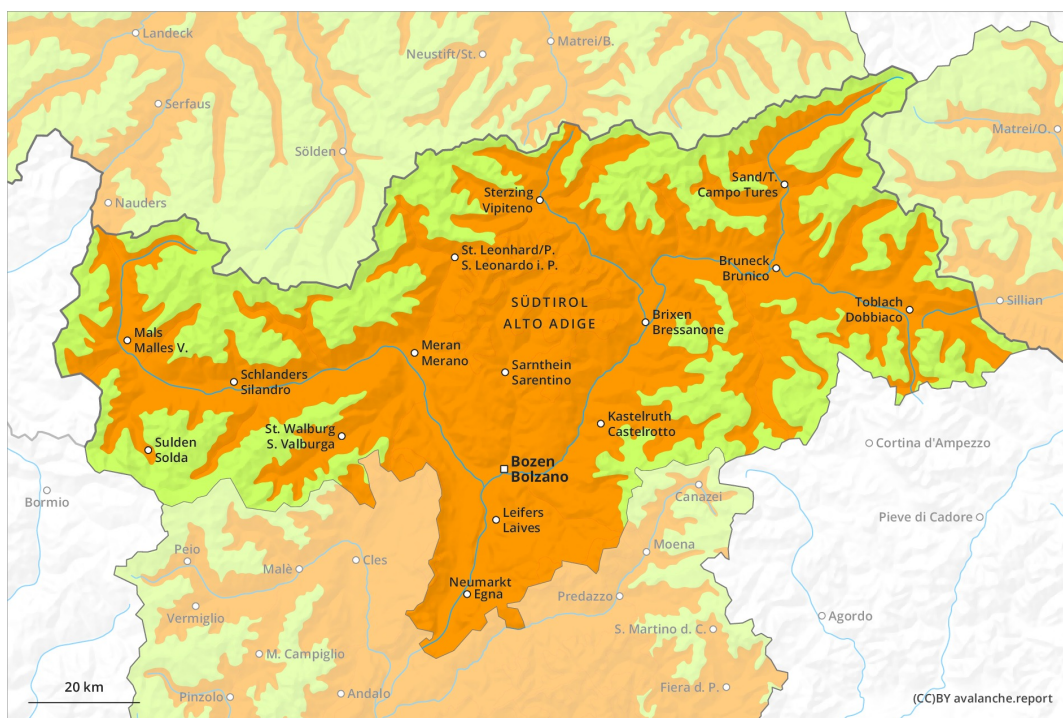 Landeck
Neustift/St.
Matrei/B.
Serfaus
Matrei/O.
Sölden
Sand/T.
Campo Tures
Sterzing
Vipiteno
Nauders
St. Leonhard/P.
S. Leonardo i. P.
Bruneck
Brunico
SÜDTIROL
ALTO ADIGE
Toblach
Dobbiaco
Sillian
Brixen
Bressanone
Mals
Malles V.
Meran
Merano
Sarnthein
Sarentino
Schlanders
Silandro
Kastelruth
Castelrotto
St. Walburg
S. Valburga
Sulden
Solda
Cortina d'Ampezzo
Bozen
Bolzano
Bormio
Canazei
Leifers
Laives
Pieve di Cadore
Moena
Peio
Cles
Malè
Neumarkt
Egna
Predazzo
Vermiglio
Agordo
S. Martino d. C.
M. Campiglio
20 km
Pinzolo
Andalo
Fiera d. P.
(CC)BY avalanche.report